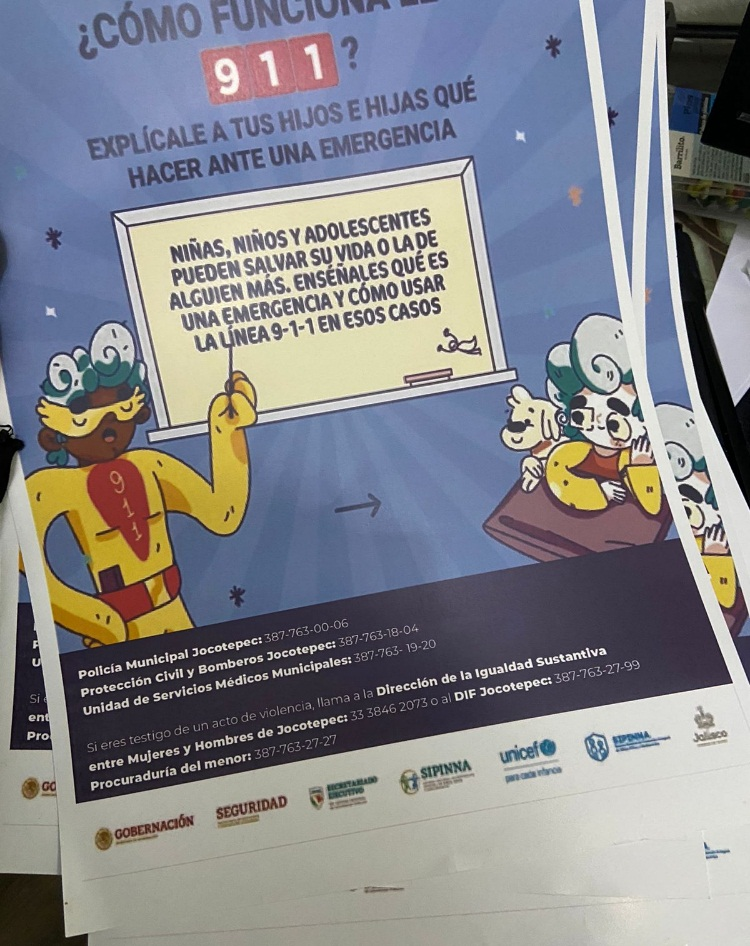 ¿CÓMO FUNCIONA EL
911?
EXPLÍCALE A TUS HIJOS E HIJAS QUÉ
HACER ANTE UNA EMERGENCIA
NIÑAS, NIÑOS Y ADOLESCENTES
PUEDEN SALVAR SU VIDA O LA DE
ALGUIEN MÁS. ENSÉÑALES QUÉ ES
UNA EMERGENCIA Y CÓMO USAR
LA LÍNEA 9-1-1 EN ESOS CASOS
911
Policía Municipal Jocotepec: 387-763-00-06
Protección Civil y Bomberos Jocotepec: 387-763-18-04
Unidad de Servicios Médicos Municipales: 387-763- 19-20
Si eres testigo de un acto de violencia, llama a la Dirección de la Igualdad Sustantiva
entre Mujeres y Hombres de Jocotepec: 33 3846 2073 o al DIF Jocotepec: 387-763-27-99
Procuraduría del menor: 387-763-27-27
GOBERNACIÓN
SEGURIDAD
SECRETARIADO
EJECUTIVO
SIPINNA
unicef
para cada infancia
SIPINNA
Jalisco
Barrilito